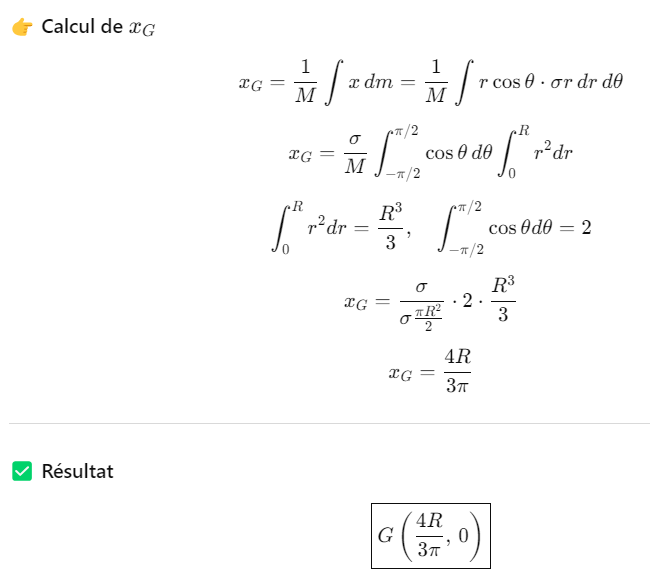 👉 Calcul de $x_G$
$x_G = \frac{1}{M} \int x \, dm = \frac{1}{M} \int r \cos \theta \cdot \sigma r \, dr \, d\theta$
$x_G = \frac{\sigma}{M} \int_{-\pi/2}^{\pi/2} \cos \theta \, d\theta \int_0^R r^2 dr$
$\int_0^R r^2 dr = \frac{R^3}{3}, \quad \int_{-\pi/2}^{\pi/2} \cos \theta d\theta = 2$
$x_G = \frac{\sigma}{\sigma \frac{\pi R^2}{2}} \cdot 2 \cdot \frac{R^3}{3}$
$x_G = \frac{4R}{3\pi}$
✅ Résultat
$\boxed{G \left( \frac{4R}{3\pi}, \, 0 \right)}$